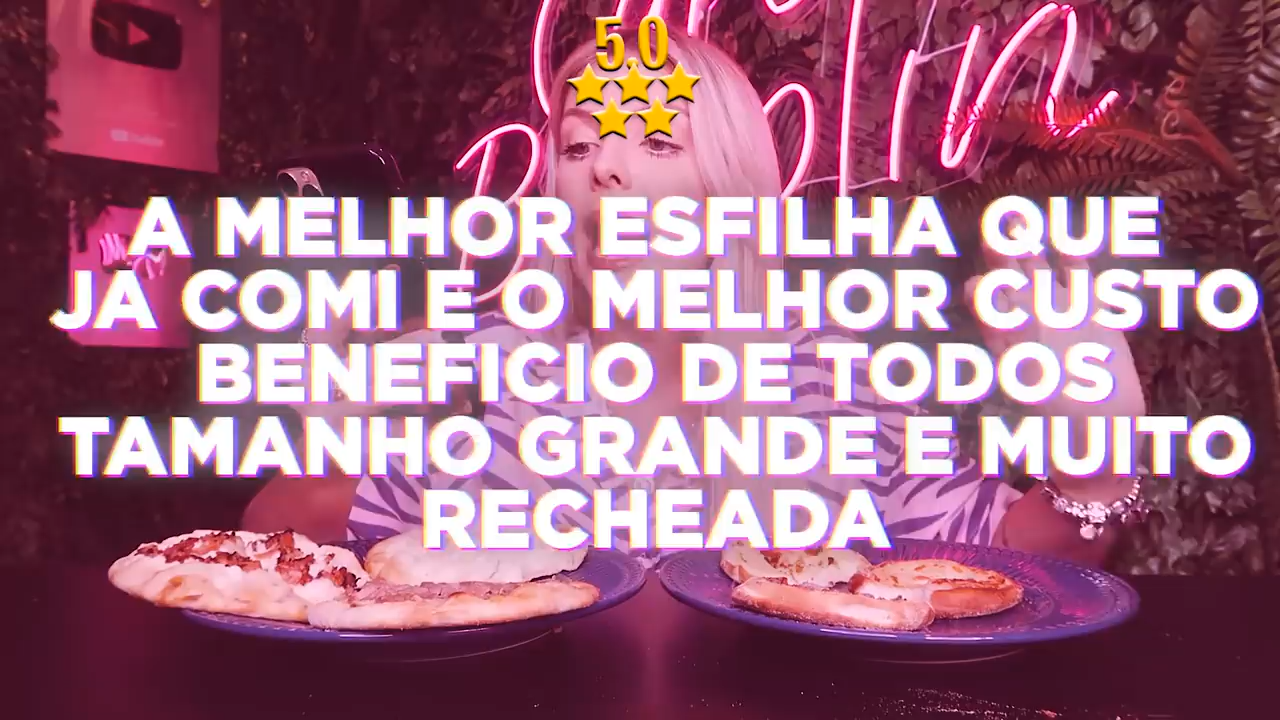 5.0
A MELHOR ESFILHA QUE
JA COMI E O MELHOR CUSTO
BENEFICIO DE TODOS
TAMANHO GRANDE E MUITO
RECHEADA